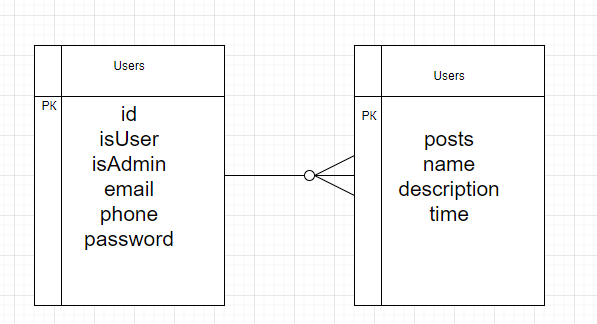 Users
PK
id
isUser
isAdmin
email
phone
password
Users
PK
posts
name
description
time